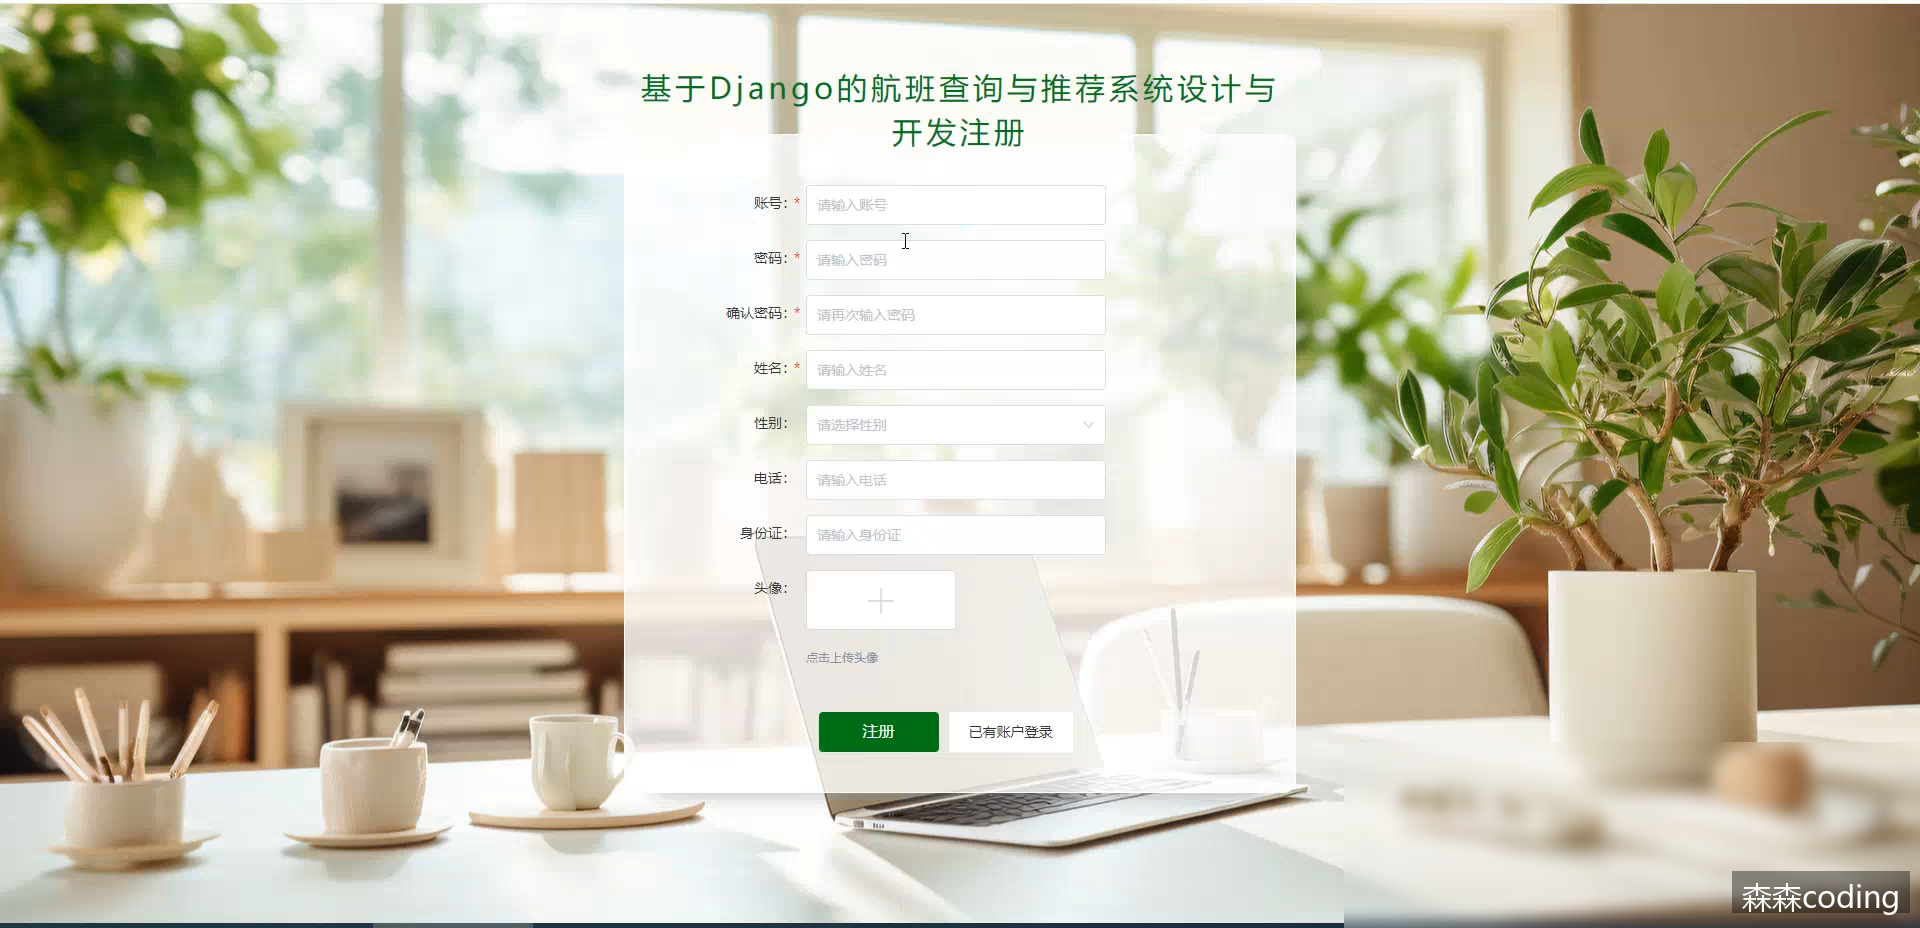 基于Django的航班查询与推荐系统设计与
开发注册
账号：* 请输入账号
密码：* 请输入密码
确认密码：* 请再次输入密码
姓名：* 请输入姓名
性别： 请选择性别
电话： 请输入电话
身份证： 请输入身份证
头像：
点击上传头像
注册 已有账户登录
森森coding